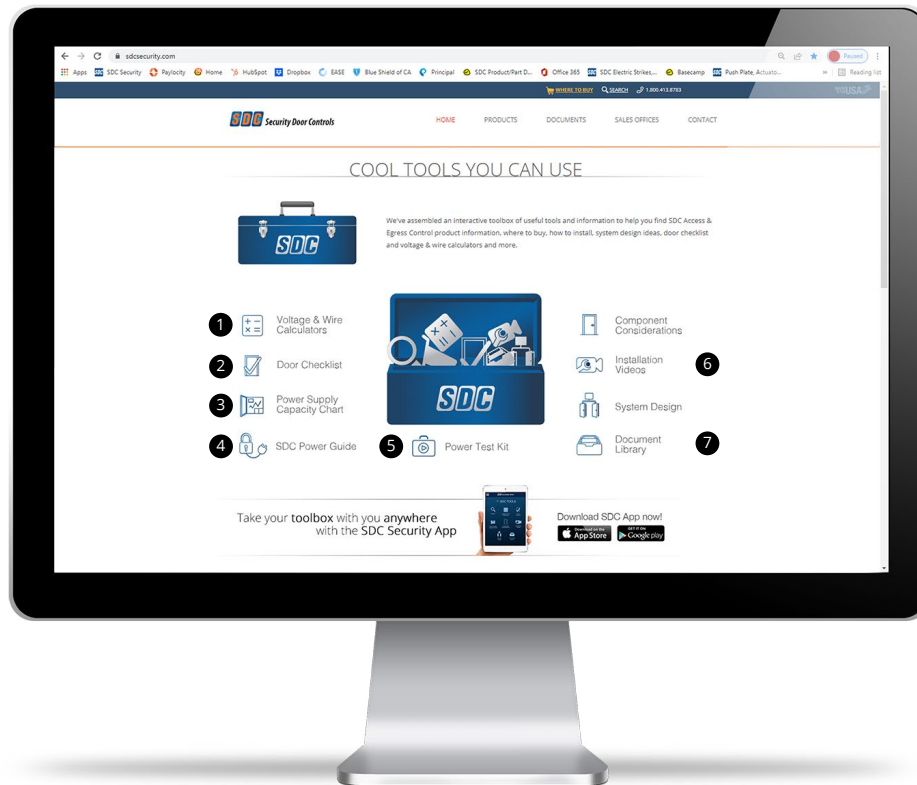 sdcsecurity.com
Paused
Apps SDC Security Paylocity Home HubSpot Dropbox EASE Blue Shield of CA Principal SDC Product/Part D... Office 365 SDC Electric Strikes,... Basecamp Push Plate, Actuato... » Reading list
WHERE TO BUY SEARCH 1.800.413.8783 USA
SDC Security Door Controls
HOME PRODUCTS DOCUMENTS SALES OFFICES CONTACT
COOL TOOLS YOU CAN USE
SDC
We've assembled an interactive toolbox of useful tools and information to help you find SDC Access &
Egress Control product information, where to buy, how to install, system design ideas, door checklist
and voltage & wire calculators and more.
1 Voltage & Wire
Calculators
2 Door Checklist
3 Power Supply
Capacity Chart
4 SDC Power Guide
SDC
5 Power Test Kit
Component
Considerations
Installation
Videos 6
System Design
Document
Library 7
Take your toolbox with you anywhere
with the SDC Security App
Download SDC App now!
Download on the
App Store
GET IT ON
Google play